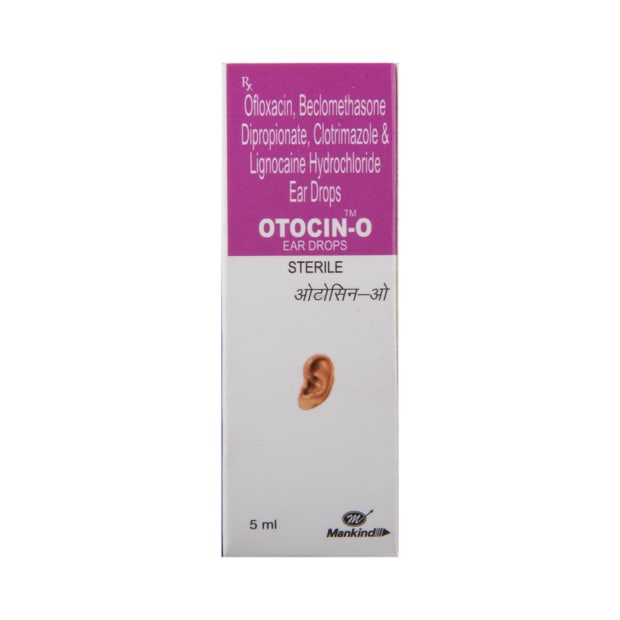 Rx
Ofloxacin, Beclomethasone
Dipropionate, Clotrimazole &
Lignocaine Hydrochloride
Ear Drops
OTOCIN-O™
EAR DROPS
STERILE
ओटोसिन–ओ
5 ml
m
Mankind